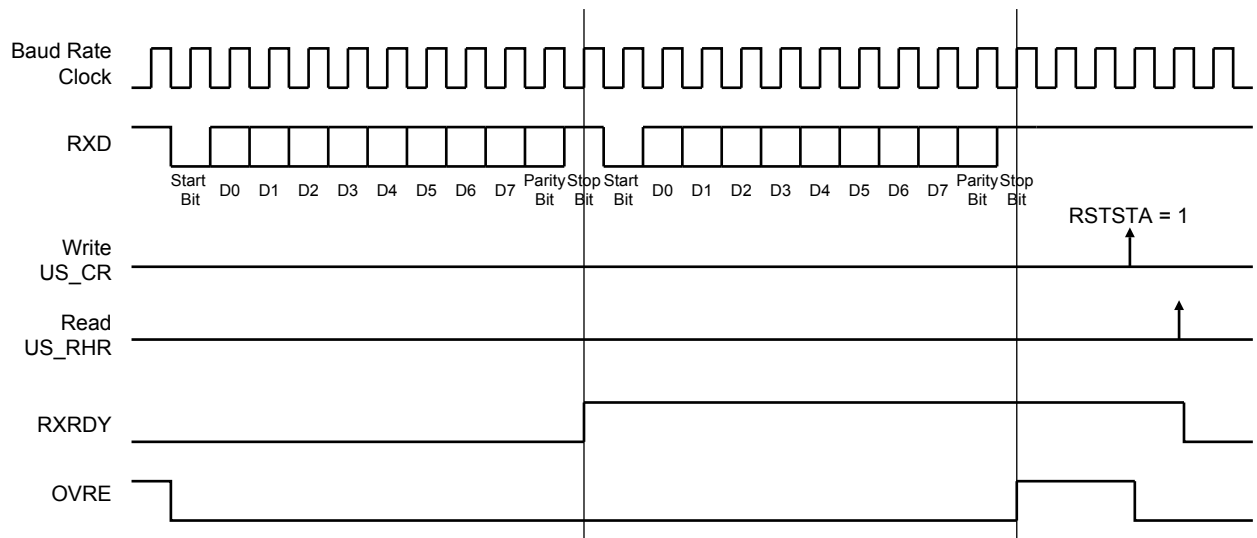 Baud Rate
Clock
RXD
Start
Bit
D0
D1
D2
D3
D4
D5
D6
D7
Parity
Bit
Stop
Bit
Start
Bit
D0
D1
D2
D3
D4
D5
D6
D7
Parity
Bit
Stop
Bit
RSTSTA = 1
Write
US_CR
Read
US_RHR
RXRDY
OVRE